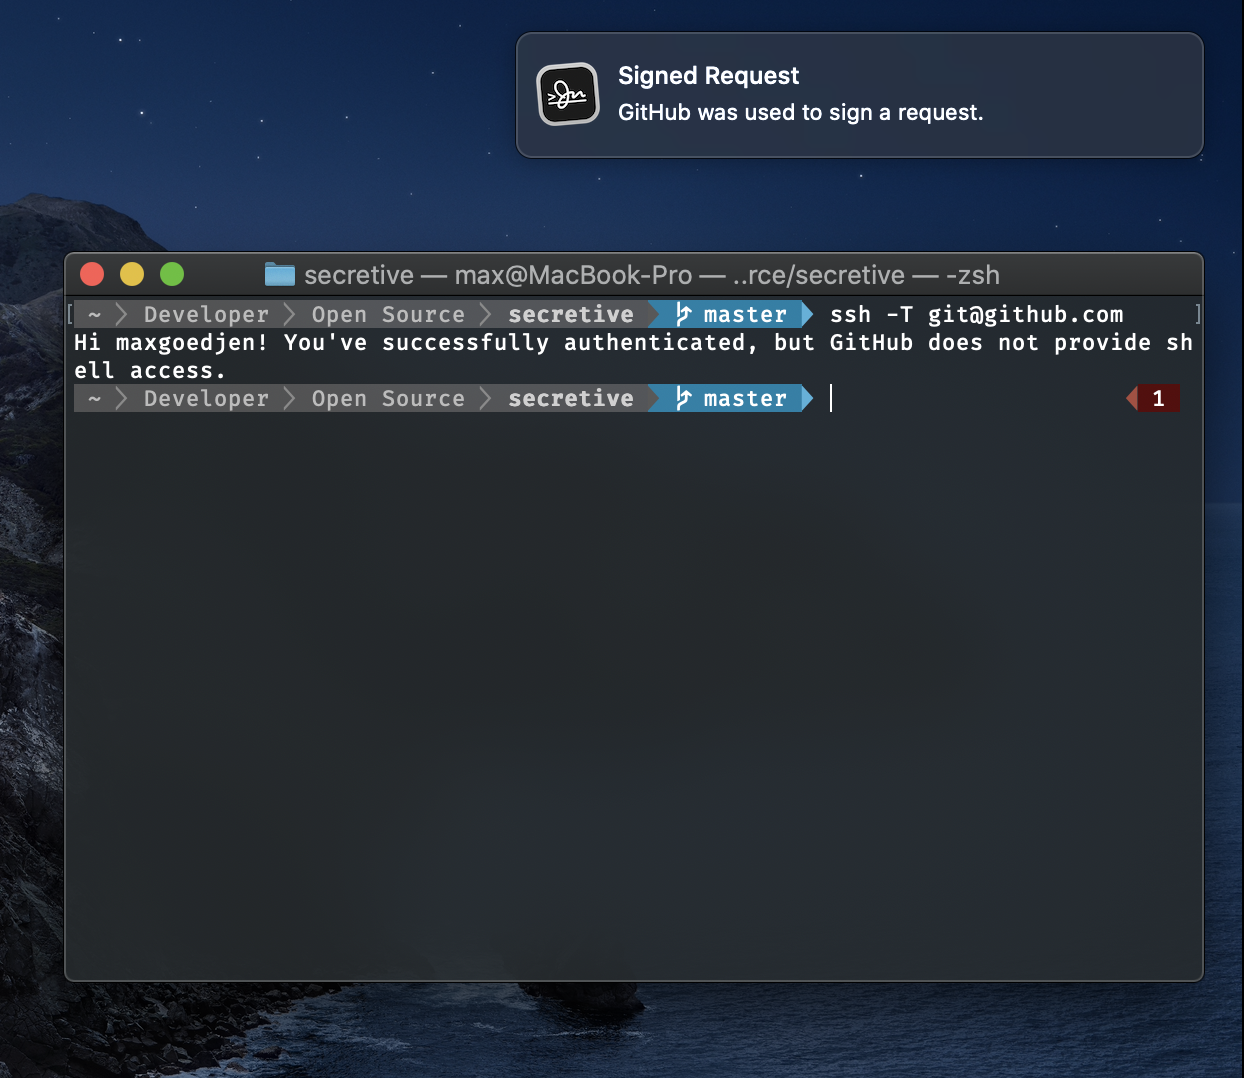 Signed Request
GitHub was used to sign a request.
secretive — max@MacBook-Pro — ..rce/secretive — -zsh
[ ~ Developer Open Source secretive master ssh -T git@github.com ]
Hi maxgoedjen! You've successfully authenticated, but GitHub does not provide sh
ell access.
~ Developer Open Source secretive master 1